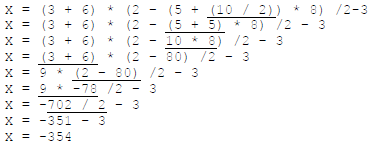 X = (3 + 6) * (2 - (5 + (10 / 2)) * 8) /2-3
X = (3 + 6) * (2 - (5 + 5) * 8) /2 - 3
X = (3 + 6) * (2 - 10 * 8) /2 - 3
X = (3 + 6) * (2 - 80) /2 - 3
X = 9 * (2 - 80) /2 - 3
X = 9 * -78 /2 - 3
X = -702 / 2 - 3
X = -351 - 3
X = -354